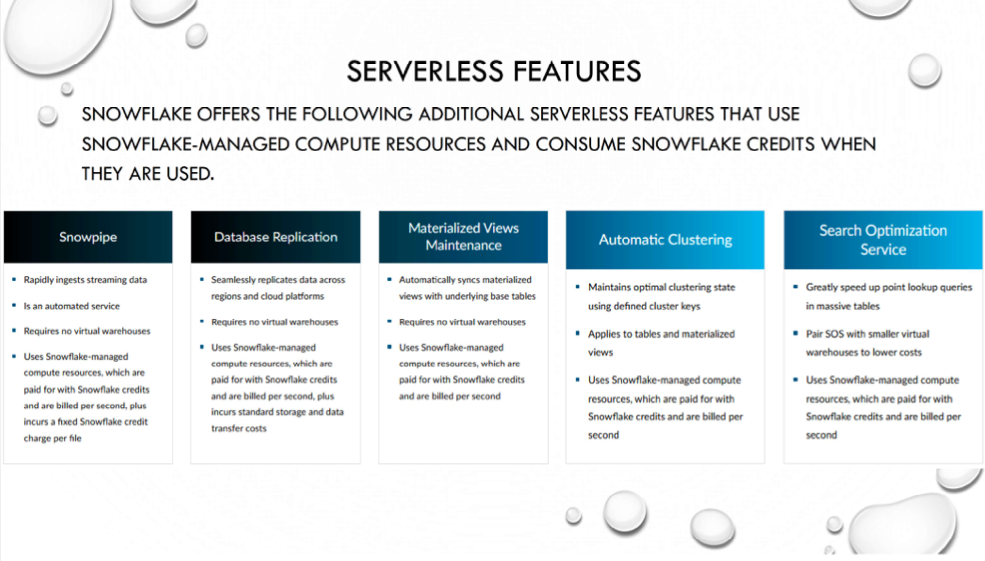 SERVERLESS FEATURES
SNOWFLAKE OFFERS THE FOLLOWING ADDITIONAL SERVERLESS FEATURES THAT USE
SNOWFLAKE-MANAGED COMPUTE RESOURCES AND CONSUME SNOWFLAKE CREDITS WHEN
THEY ARE USED.
Snowpipe
Rapidly ingests streaming data
Is an automated service
Requires no virtual warehouses
Uses Snowflake-managed
compute resources, which are
paid for with Snowflake credits
and are billed per second, plus
incurs a fixed Snowflake credit
charge per file
Database Replication
Seamlessly replicates data across
regions and cloud platforms
Requires no virtual warehouses
Uses Snowflake-managed
compute resources, which are
paid for with Snowflake credits
and are billed per second, plus
incurs standard storage and data
transfer costs
Materialized Views
Maintenance
Automatically syncs materialized
views with underlying base tables
Requires no virtual warehouses
Uses Snowflake-managed
compute resources, which are
paid for with Snowflake credits
and are billed per second
Automatic Clustering
Maintains optimal clustering state
using defined cluster keys
Applies to tables and materialized
views
Uses Snowflake-managed compute
resources, which are paid for with
Snowflake credits and are billed per
second
Search Optimization
Service
Greatly speed up point lookup queries
in massive tables
Pair SOS with smaller virtual
warehouses to lower costs
Uses Snowflake-managed compute
resources, which are paid for with
Snowflake credits and are billed per
second